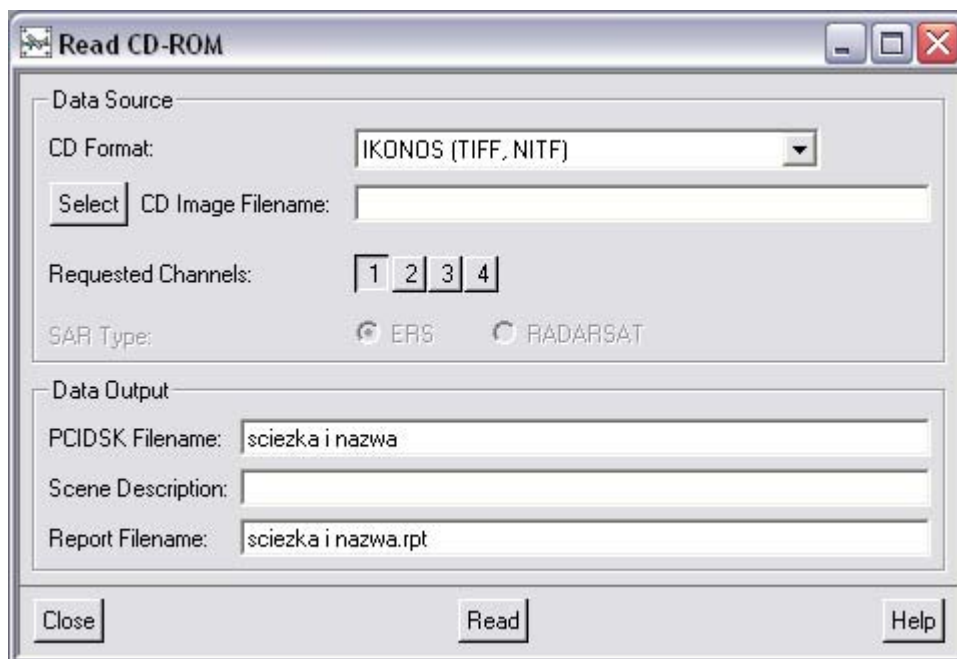 Read CD-ROM
Data Source
CD Format: IKONOS (TIFF, NITF)
Select CD Image Filename:
Requested Channels: 1 2 3 4
SAR Type: ERS RADARSAT
Data Output
PCIDSK Filename: sciezka i nazwa
Scene Description:
Report Filename: sciezka i nazwa.rpt
Close Read Help